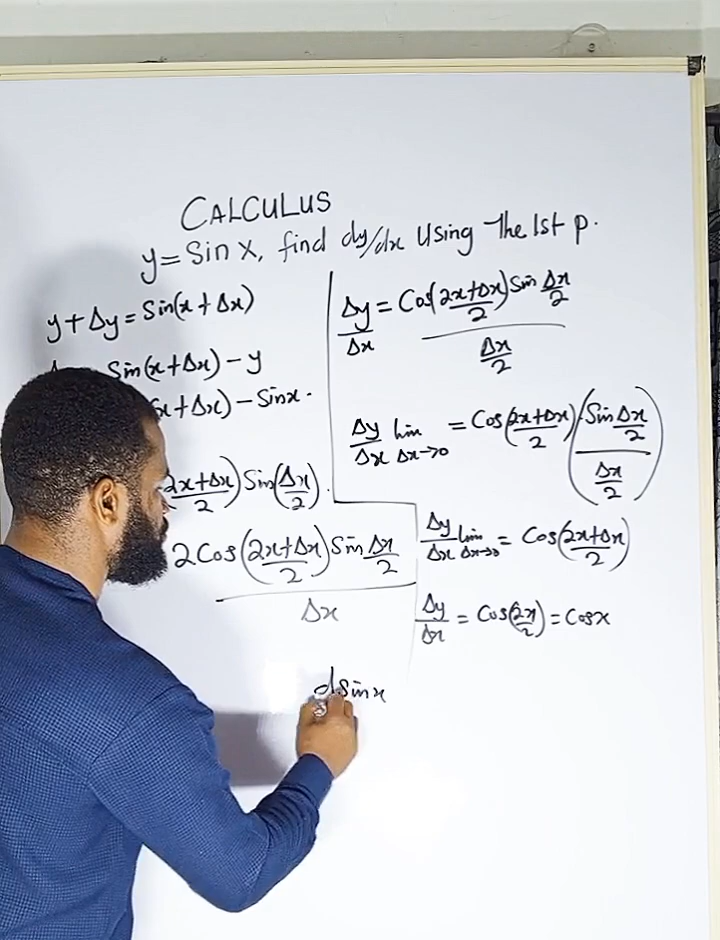 CALCULUS
y = Sin x, find dy/dx Using The 1st p.
y + Δy = Sin(x + Δx)
Sin(x + Δx) - y
x + Δx) - Sinx.
2x+Δx/2) Sin(Δx/2).
2Cos(2x+Δx/2) Sin Δx/2
Δx
Δy/Δx = Cos(2x+Δx/2) Sin Δx/2
Δx/2
Δy/Δx lim Δx→0 = Cos(2x+Δx/2) · (Sin Δx/2 / Δx/2)
Δy/Δx lim Δx→0 = Cos(2x+Δx/2)
Δy/Δx = Cos(2x/2) = Cosx
dSinx